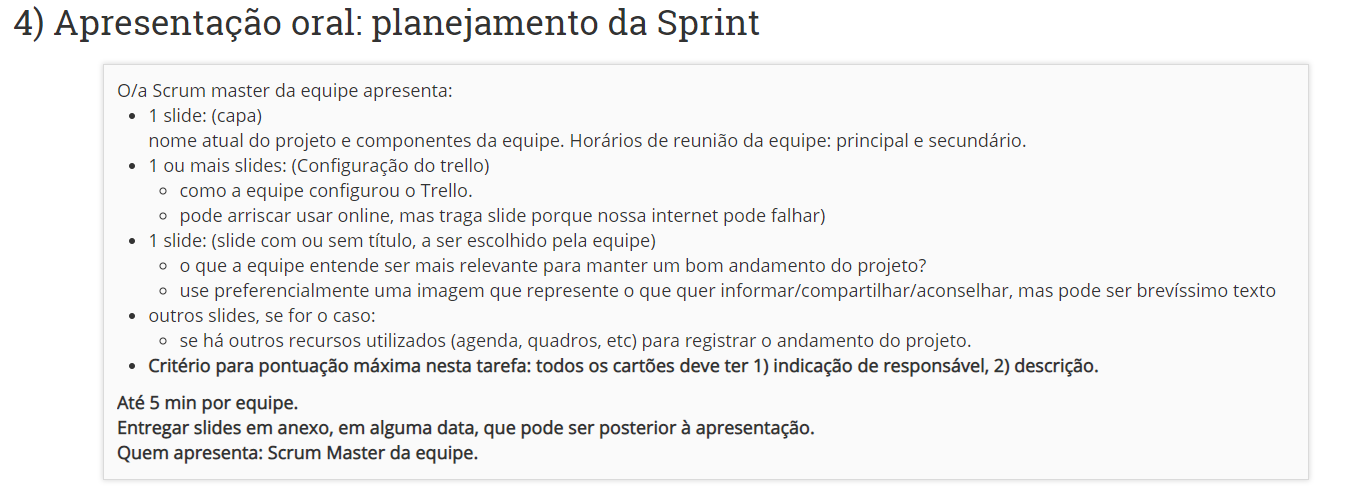 4) Apresentação oral: planejamento da Sprint
O/a Scrum master da equipe apresenta:
• 1 slide: (capa)
nome atual do projeto e componentes da equipe. Horários de reunião da equipe: principal e secundário.
• 1 ou mais slides: (Configuração do trello)
◦ como a equipe configurou o Trello.
◦ pode arriscar usar online, mas traga slide porque nossa internet pode falhar)
• 1 slide: (slide com ou sem título, a ser escolhido pela equipe)
◦ o que a equipe entende ser mais relevante para manter um bom andamento do projeto?
◦ use preferencialmente uma imagem que represente o que quer informar/compartilhar/aconselhar, mas pode ser brevíssimo texto
• outros slides, se for o caso:
◦ se há outros recursos utilizados (agenda, quadros, etc) para registrar o andamento do projeto.
• Critério para pontuação máxima nesta tarefa: todos os cartões deve ter 1) indicação de responsável, 2) descrição.
Até 5 min por equipe.
Entregar slides em anexo, em alguma data, que pode ser posterior à apresentação.
Quem apresenta: Scrum Master da equipe.